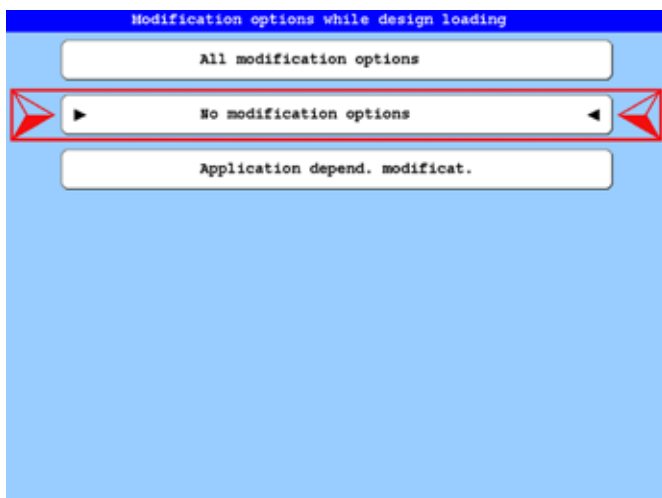 Modification options while design loading
All modification options
No modification options
Application depend. modificat.